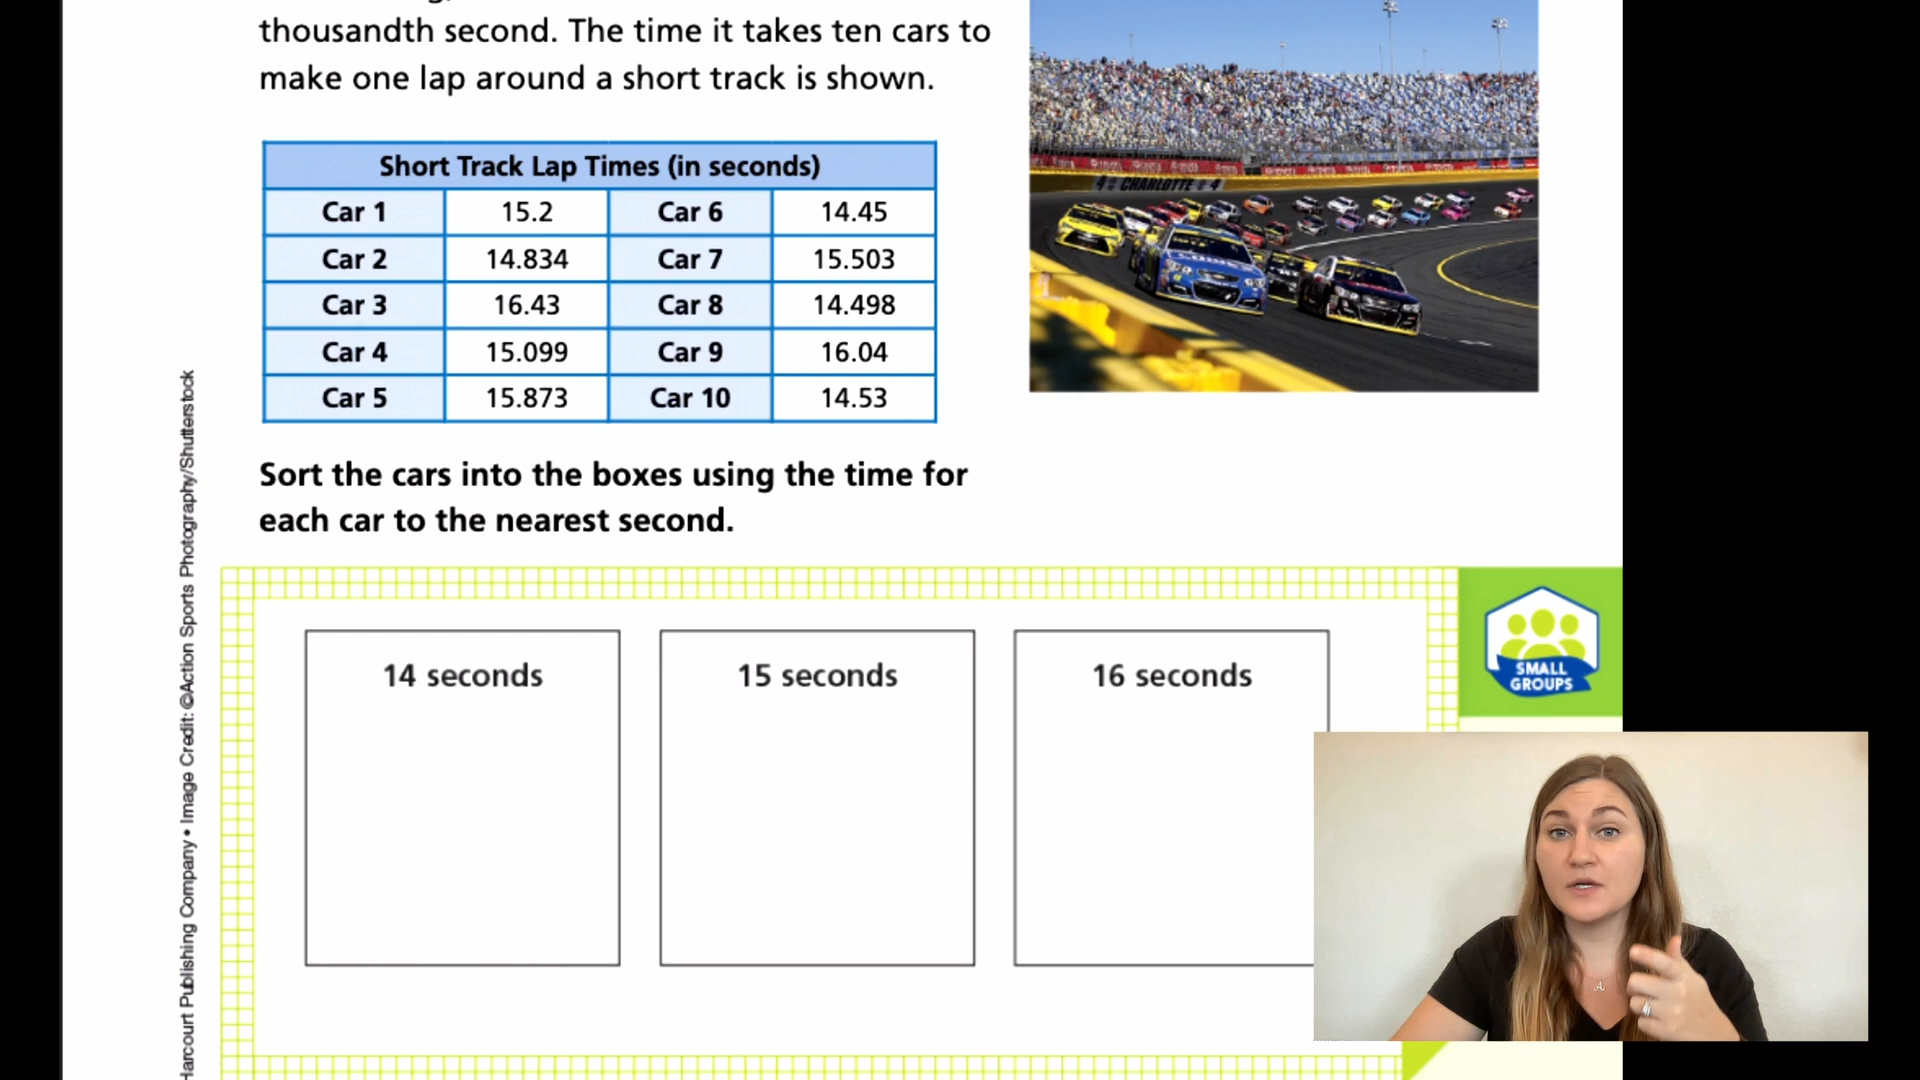 thousandth second. The time it takes ten cars to
make one lap around a short track is shown.
Short Track Lap Times (in seconds)
Car 1 15.2 Car 6 14.45
Car 2 14.834 Car 7 15.503
Car 3 16.43 Car 8 14.498
Car 4 15.099 Car 9 16.04
Car 5 15.873 Car 10 14.53
Sort the cars into the boxes using the time for
each car to the nearest second.
14 seconds 15 seconds 16 seconds
SMALL
GROUPS
Harcourt Publishing Company • Image Credit: ©Action Sports Photography/Shutterstock
4 CHARLOTTE 4
LOWE'S
A